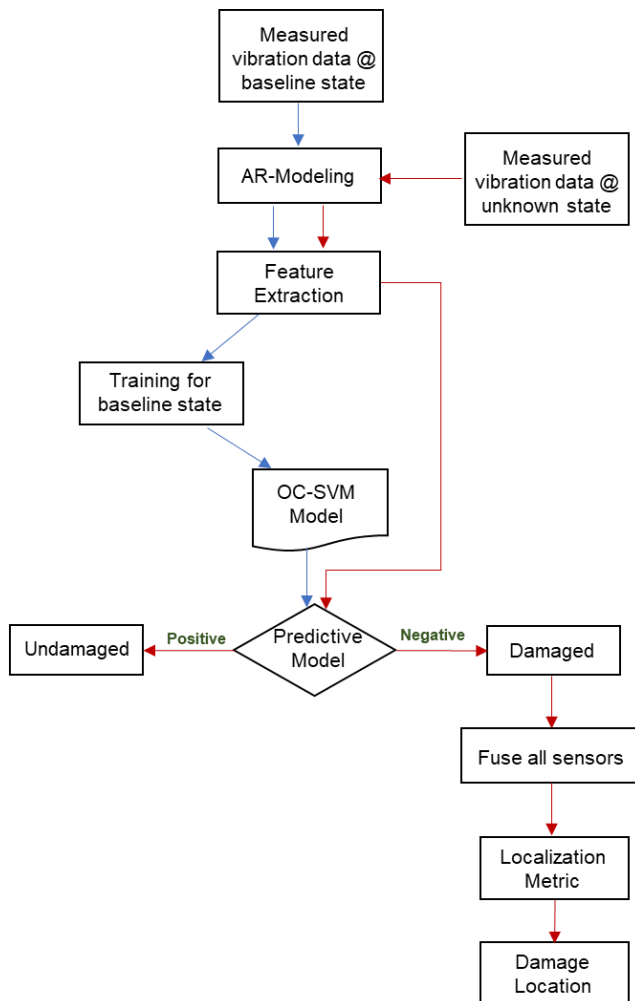 Measured
vibration data @
baseline state
AR-Modeling
Measured
vibration data @
unknown state
Feature
Extraction
Training for
baseline state
OC-SVM
Model
Undamaged
Positive
Predictive
Model
Negative
Damaged
Fuse all sensors
Localization
Metric
Damage
Location